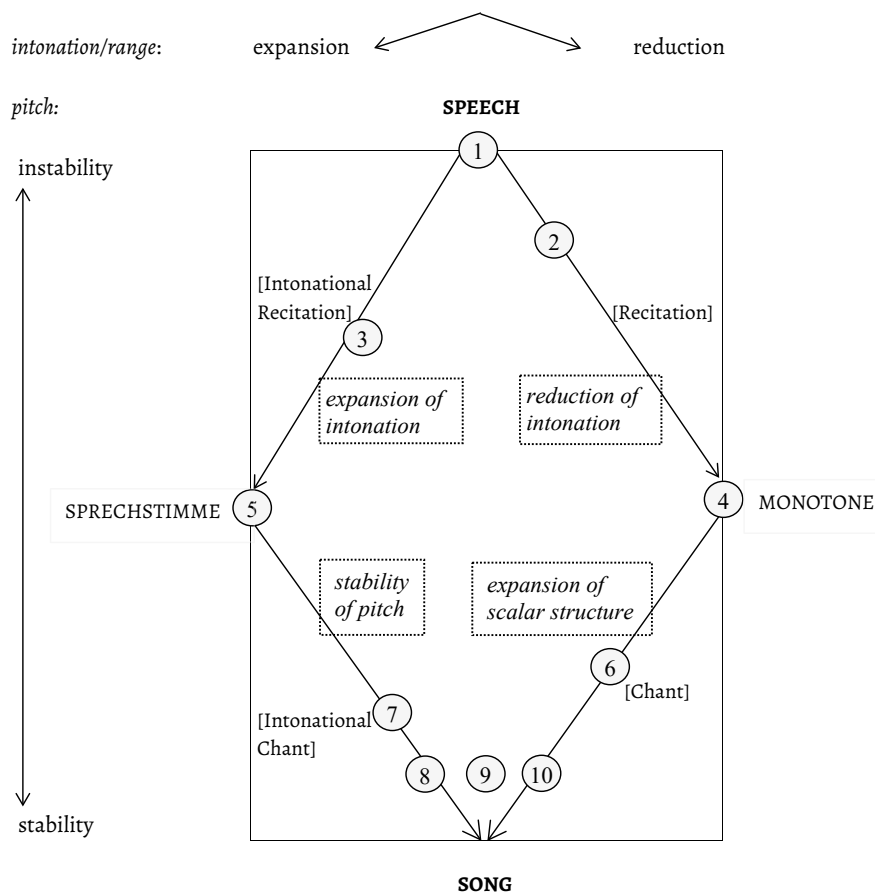 intonation/range: expansion reduction
pitch: SPEECH
instability
1
2
[Intonational
Recitation]
[Recitation]
3
expansion of
intonation
reduction of
intonation
SPRECHSTIMME 5
4 MONOTONE
stability
of pitch
expansion of
scalar structure
6
[Chant]
7
[Intonational
Chant]
8 9 10
stability
SONG